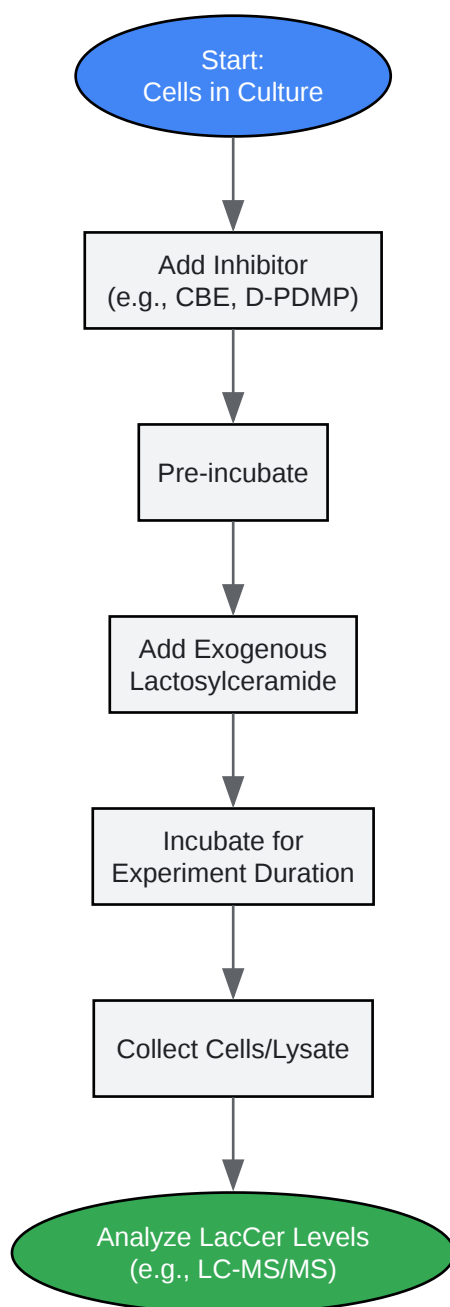 Start:
Cells in Culture
Add Inhibitor
(e.g., CBE, D-PDMP)
Pre-incubate
Add Exogenous
Lactosylceramide
Incubate for
Experiment Duration
Collect Cells/Lysate
Analyze LacCer Levels
(e.g., LC-MS/MS)